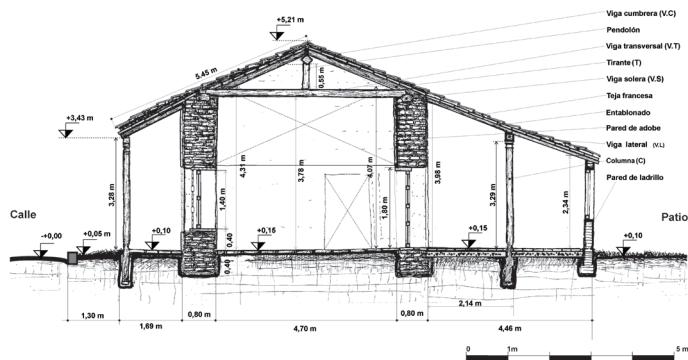 +5,21 m
Viga cumbrera (V.C)
Pendolón
Viga transversal (V.T)
Tirante (T)
Viga solera (V.S)
Teja francesa
Entablonado
Pared de adobe
Viga lateral (V.L)
Columna (C)
Pared de ladrillo
5.45 m
0,55 m
+3,43 m
3,28 m
4,31 m
3,78 m
4,07 m
3,98 m
3,29 m
2,34 m
1,40 m
1,80 m
0,40
0,40
Calle
Patio
-+0,00
+0,05 m
+0,10
+0,15
+0,15
+0,10
2,14 m
1,30 m
1,69 m
0,80 m
4,70 m
0,80 m
4,46 m
0
1m
5 m